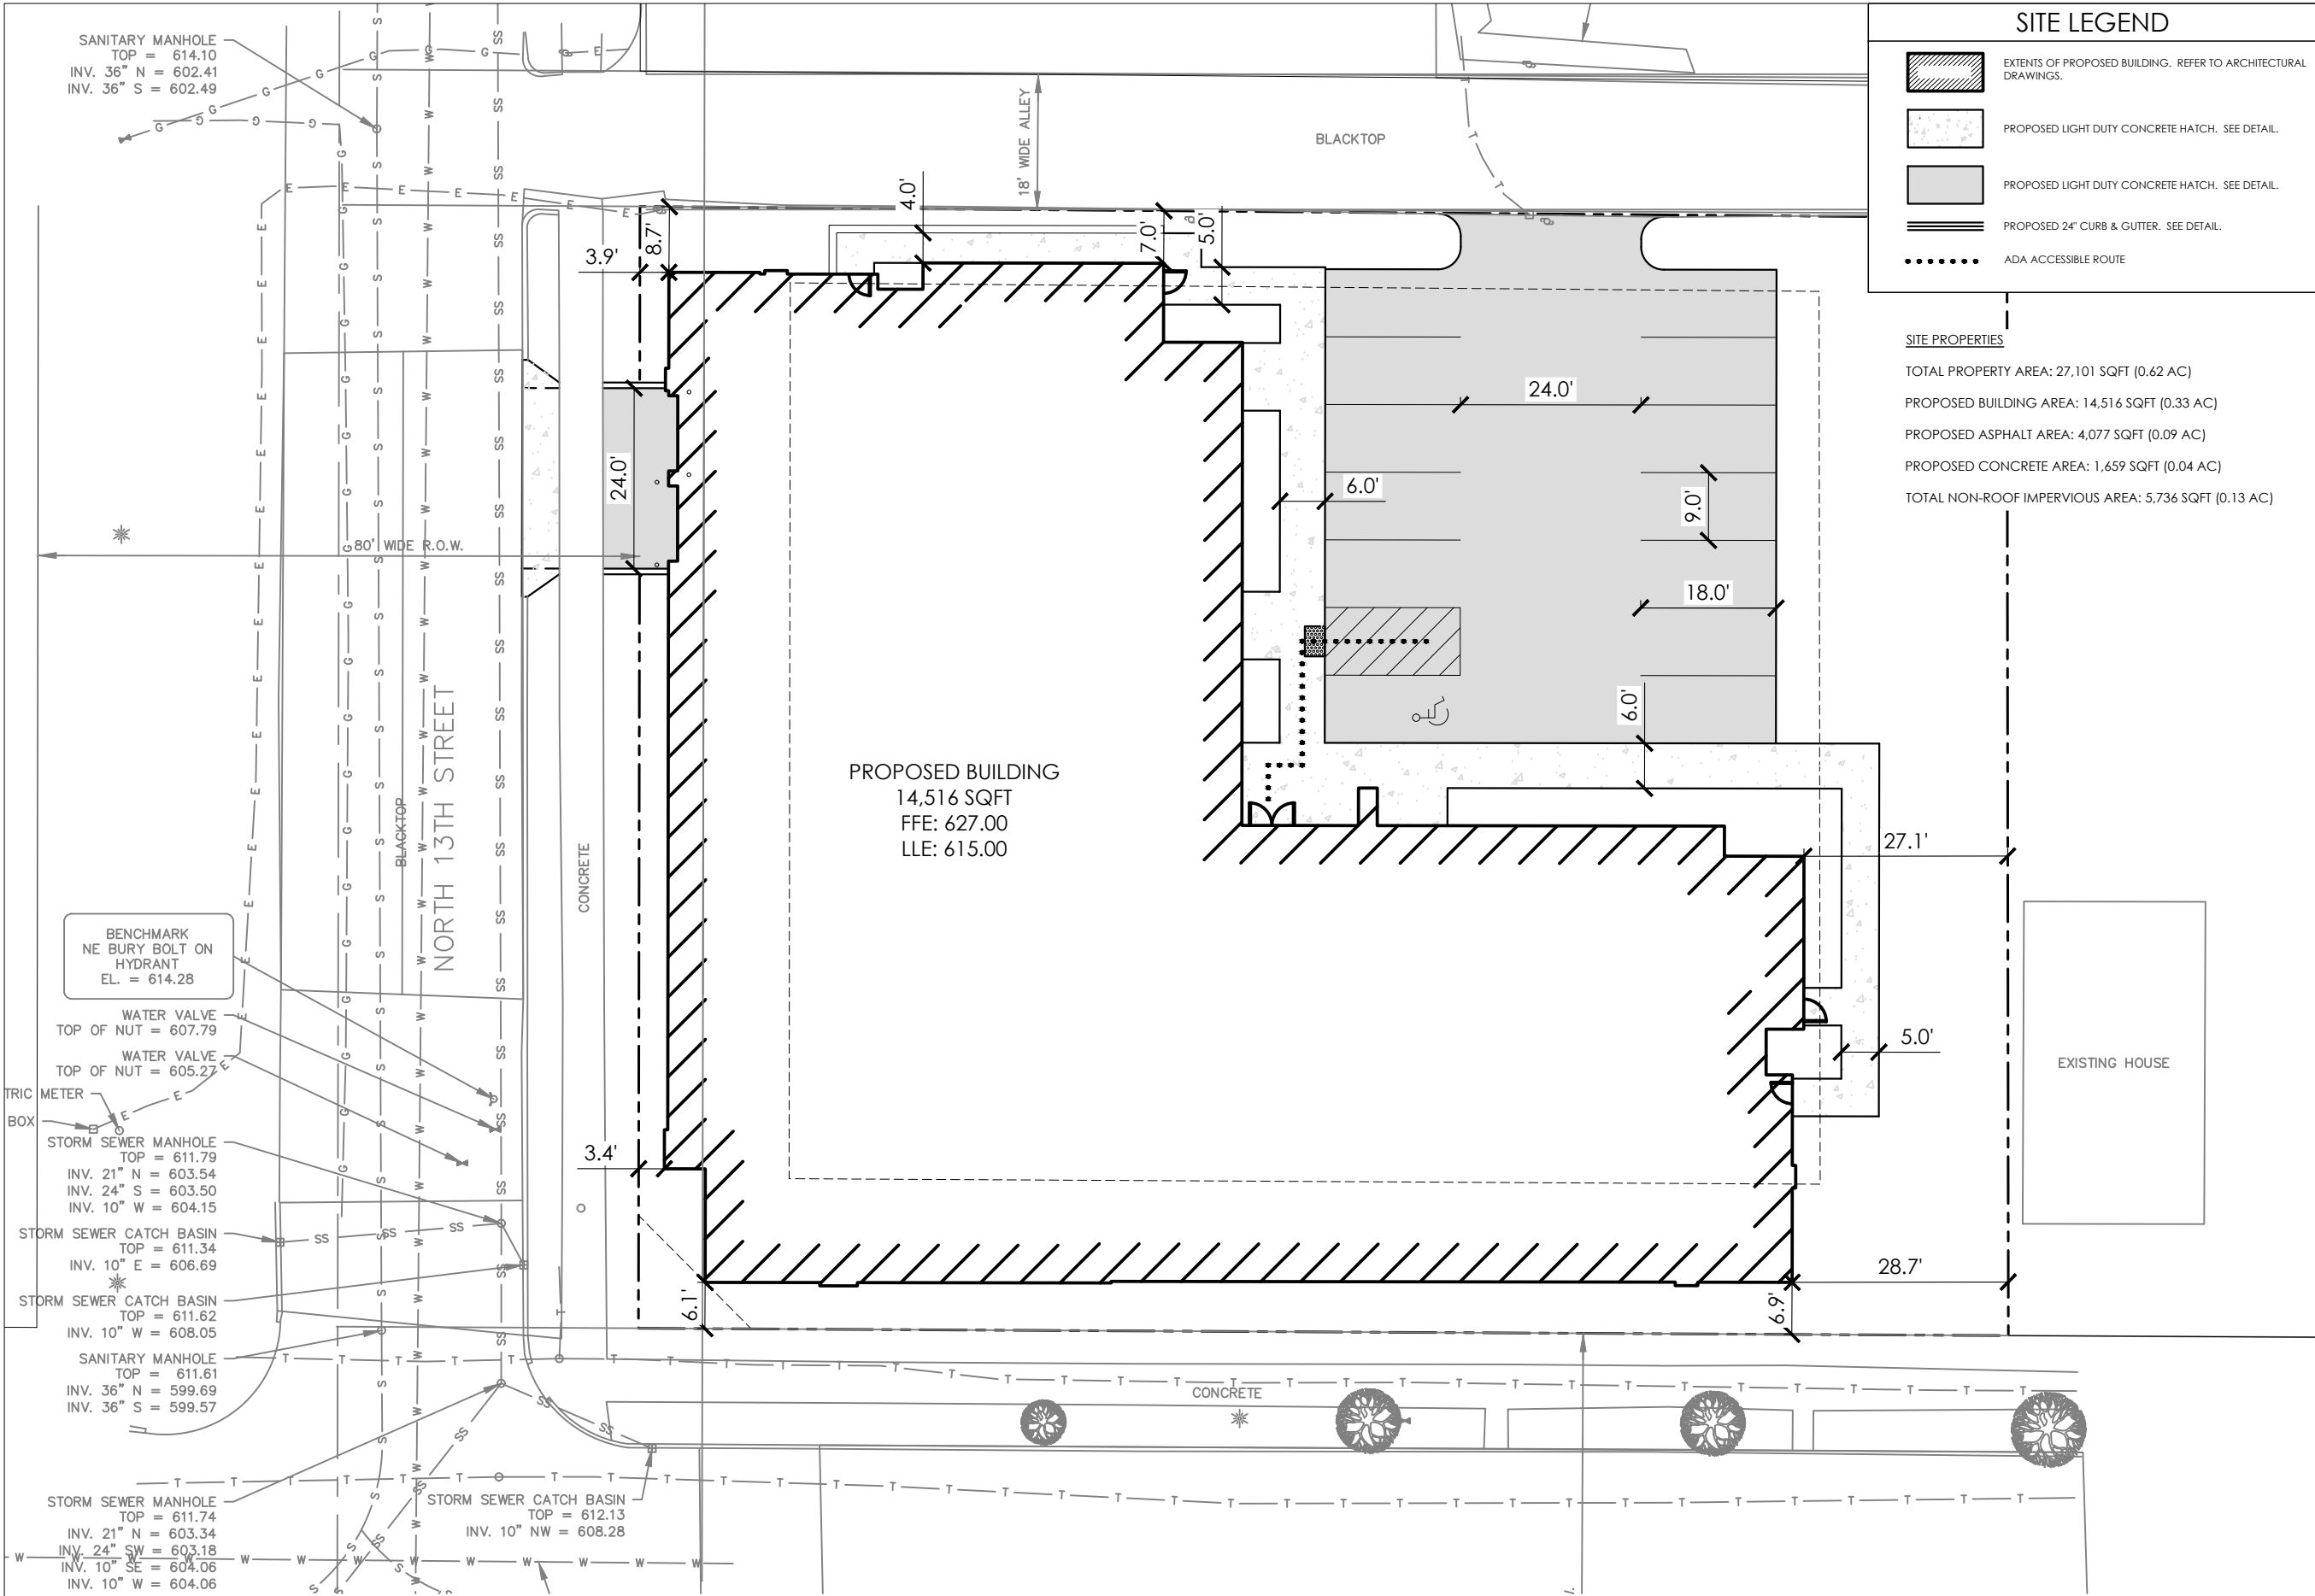 SITE LEGEND
EXTENTS OF PROPOSED BUILDING. REFER TO ARCHITECTURAL
DRAWINGS.
PROPOSED LIGHT DUTY CONCRETE HATCH. SEE DETAIL.
PROPOSED LIGHT DUTY CONCRETE HATCH. SEE DETAIL.
PROPOSED 24" CURB & GUTTER. SEE DETAIL.
ADA ACCESSIBLE ROUTE
SITE PROPERTIES
TOTAL PROPERTY AREA: 27,101 SQFT (0.62 AC)
PROPOSED BUILDING AREA: 14,516 SQFT (0.33 AC)
PROPOSED ASPHALT AREA: 4,077 SQFT (0.09 AC)
PROPOSED CONCRETE AREA: 1,659 SQFT (0.04 AC)
TOTAL NON-ROOF IMPERVIOUS AREA: 5,736 SQFT (0.13 AC)
SANITARY MANHOLE
TOP = 614.10
INV. 36" N = 602.41
INV. 36" S = 602.49
18' WIDE ALLEY
BLACKTOP
4.0'
8.7'
3.9'
7.0'
5.0'
24.0'
24.0'
6.0'
9.0'
18.0'
6.0'
80' WIDE R.O.W.
NORTH 13TH STREET
BLACKTOP
CONCRETE
PROPOSED BUILDING
14,516 SQFT
FFE: 627.00
LLE: 615.00
27.1'
5.0'
EXISTING HOUSE
28.7'
6.9'
6.1'
3.4'
BENCHMARK
NE BURY BOLT ON
HYDRANT
EL. = 614.28
WATER VALVE
TOP OF NUT = 607.79
WATER VALVE
TOP OF NUT = 605.27
TRIC METER
BOX
STORM SEWER MANHOLE
TOP = 611.79
INV. 21" N = 603.54
INV. 24" S = 603.50
INV. 10" W = 604.15
STORM SEWER CATCH BASIN
TOP = 611.34
INV. 10" E = 606.69
STORM SEWER CATCH BASIN
TOP = 611.62
INV. 10" W = 608.05
SANITARY MANHOLE
TOP = 611.61
INV. 36" N = 599.69
INV. 36" S = 599.57
STORM SEWER MANHOLE
TOP = 611.74
INV. 21" N = 603.34
INV. 24" SW = 603.18
INV. 10" SE = 604.06
INV. 10" W = 604.06
STORM SEWER CATCH BASIN
TOP = 612.13
INV. 10" NW = 608.28
CONCRETE